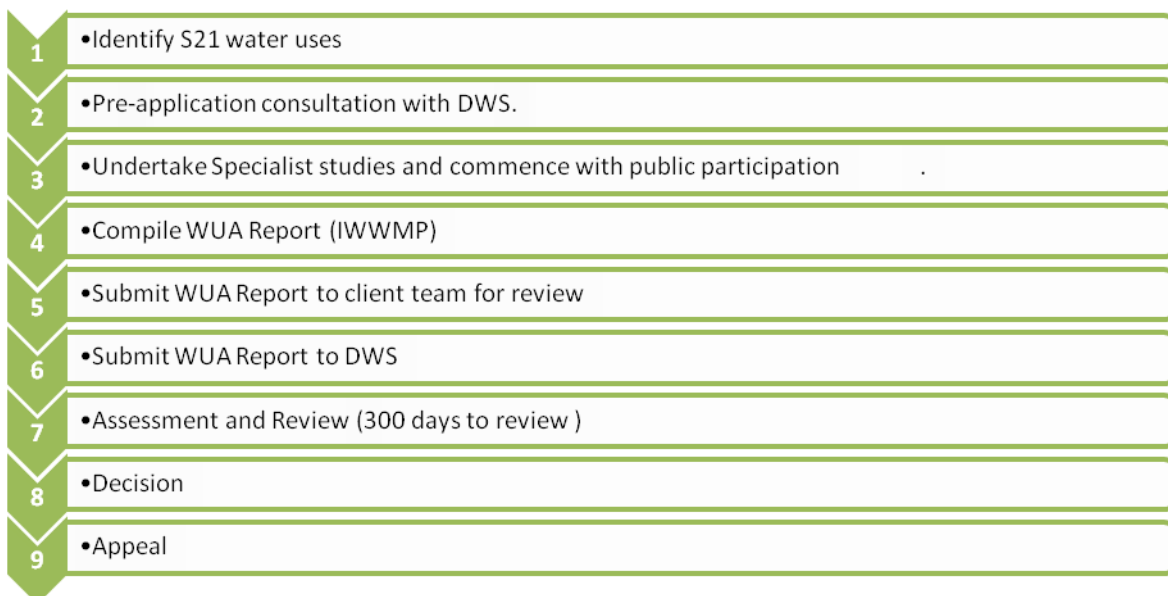 1 •Identify S21 water uses
2 •Pre-application consultation with DWS.
3 •Undertake Specialist studies and commence with public participation .
4 •Compile WUA Report (IWWMP)
5 •Submit WUA Report to client team for review
6 •Submit WUA Report to DWS
7 •Assessment and Review (300 days to review )
8 •Decision
9 •Appeal